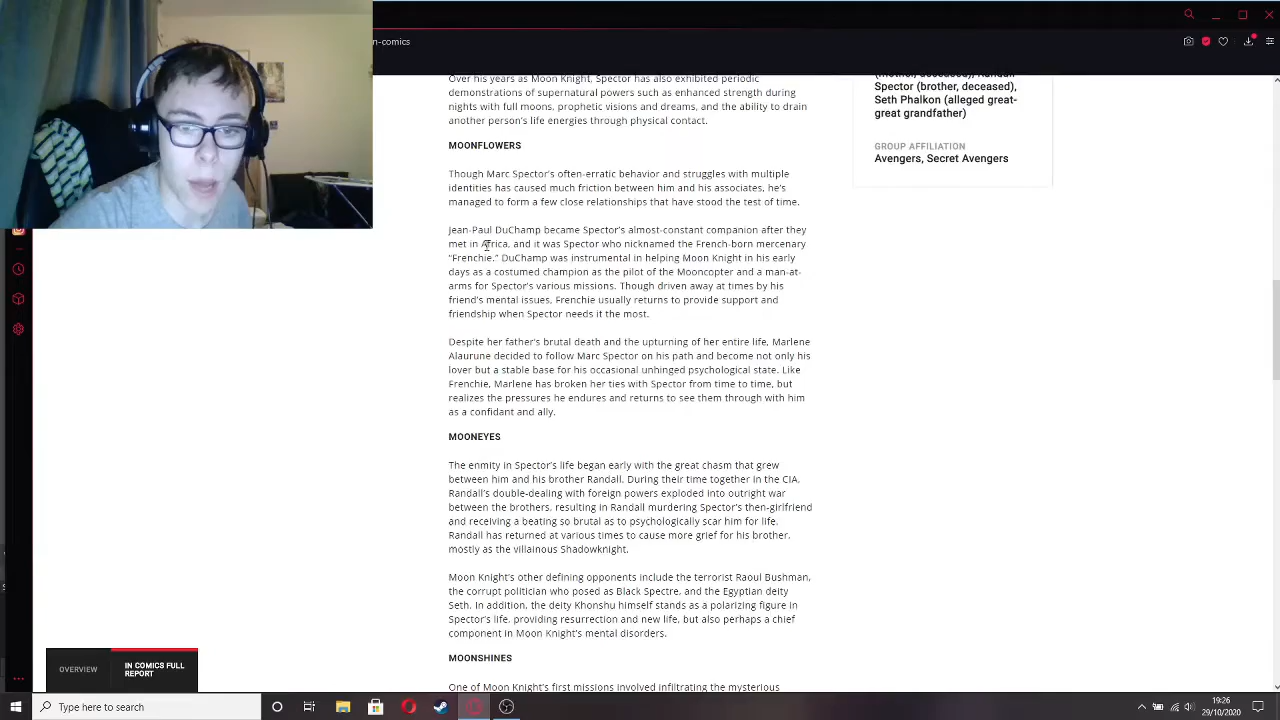 n-comics
Over his years as Moon Knight, Spector has also exhibited periodic
demonstrations of supernatural powers such as enhanced strength during
nights with full moons, prophetic visions and dreams, and the ability to drain
another person's life energies through physical contact.
MOONFLOWERS
Though Marc Spector's often-erratic behavior and struggles with multiple
identities has caused much friction between him and his associates, he's
managed to form a few close relationships that have stood the test of time.
Jean-Paul DuChamp became Spector's almost-constant companion after they
met in Africa, and it was Spector who nicknamed the French-born mercenary
“Frenchie.” DuChamp was instrumental in helping Moon Knight in his early
days as a costumed champion as the pilot of the Mooncopter and a man-at-
arms for Spector's various missions. Though driven away at times by his
friend's mental issues, Frenchie usually returns to provide support and
friendship when Spector needs it the most.
Despite her father's brutal death and the upturning of her entire life, Marlene
Alaurune decided to follow Marc Spector on his path and become not only his
lover but a stable base for his occasional unhinged psychological state. Like
Frenchie, Marlene has broken her ties with Spector from time to time, but
realizes the pressures he endures and returns to see them through with him
as a confidant and ally.
MOONEYES
The enmity in Spector's life began early with the great chasm that grew
between him and his brother Randall. During their time together in the CIA,
Randall's double-dealing with foreign powers exploded into outright war
between the brothers, resulting in Randall murdering Spector's then-girlfriend
and receiving a beating so brutal as to psychologically scar him for life.
Randall has returned at various times to cause more grief for his brother,
mostly as the villainous Shadowknight.
Moon Knight's other defining opponents include the terrorist Raoul Bushman,
the corrupt politician who posed as Black Spectre, and the Egyptian deity
Seth. In addition, the deity Khonshu himself stands as a polarizing figure in
Spector's life, providing resurrection and new life, but also perhaps a chief
component in Moon Knight's mental disorders.
MOONSHINES
One of Moon Knight's first missions involved infiltrating the mysterious
(mother, deceased), Randall
Spector (brother, deceased),
Seth Phalkon (alleged great-
great grandfather)
GROUP AFFILIATION
Avengers, Secret Avengers
OVERVIEW
IN COMICS FULL
REPORT
Type here to search
19:26
29/10/2020